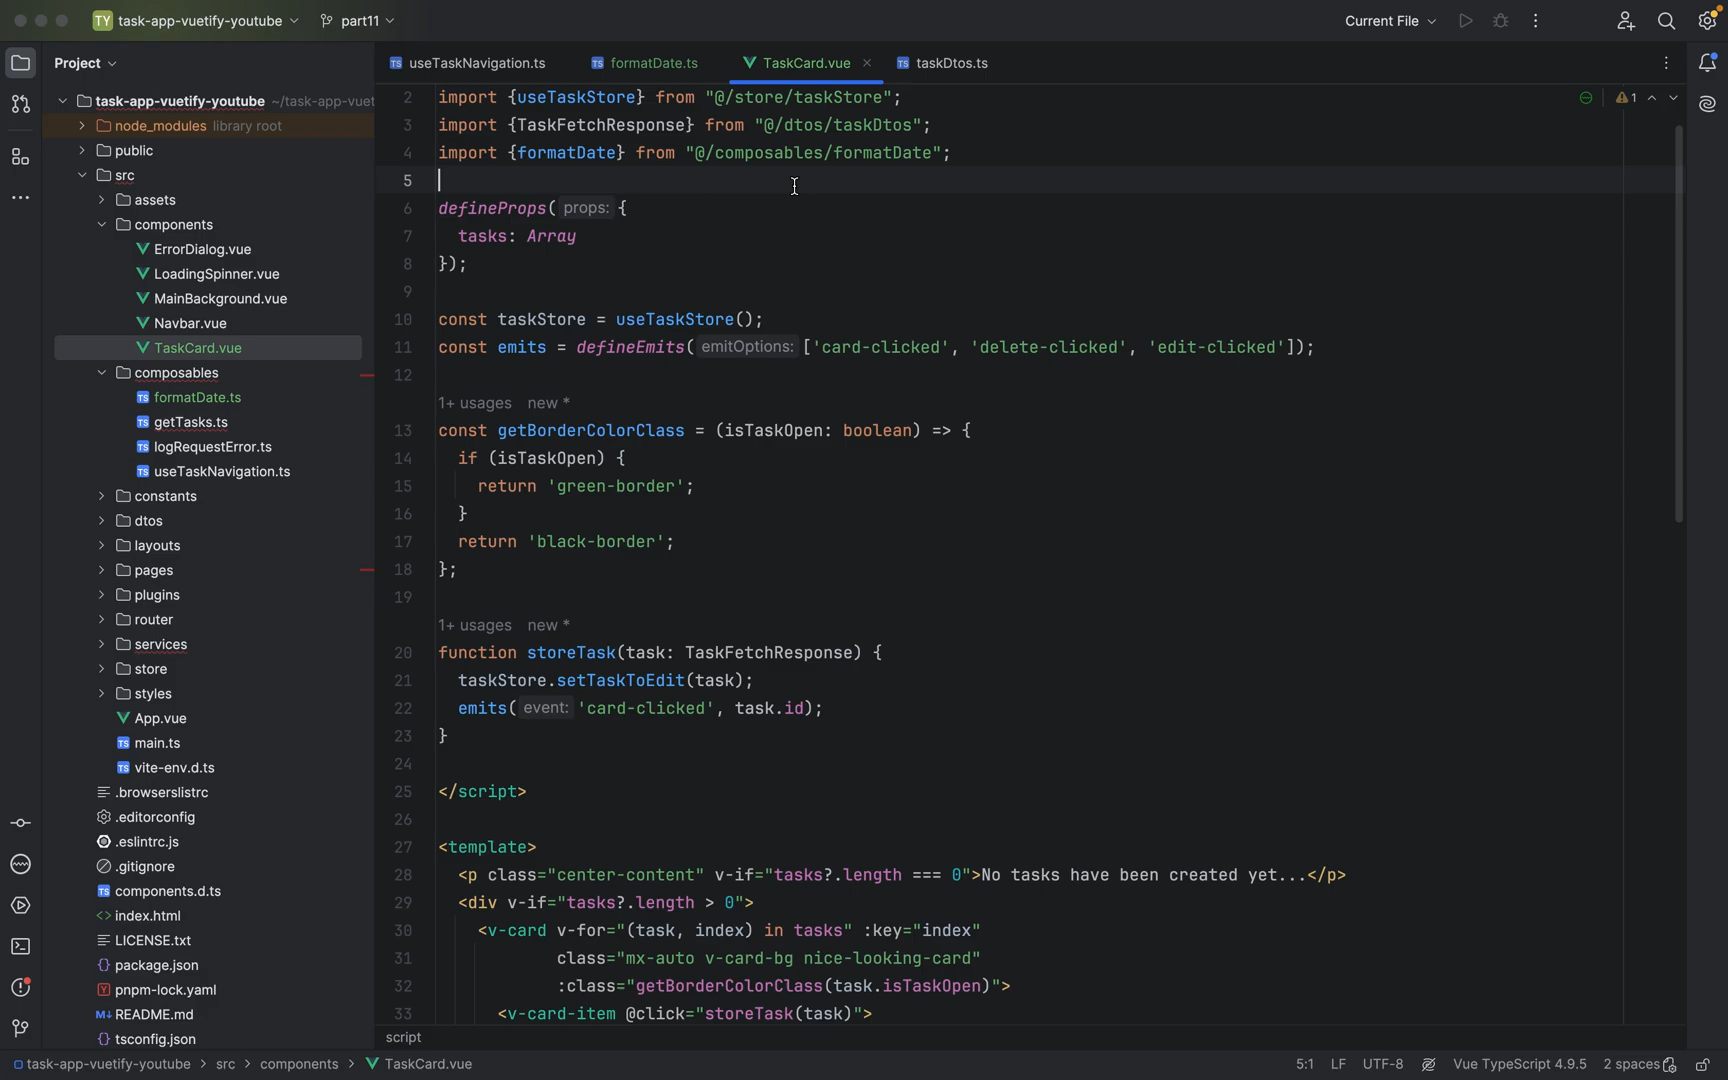 TY task-app-vuetify-youtube part11 Current File
Project
useTaskNavigation.ts formatDate.ts TaskCard.vue taskDtos.ts
task-app-vuetify-youtube ~/task-app-vuet
node_modules library root
public
src
assets
components
ErrorDialog.vue
LoadingSpinner.vue
MainBackground.vue
Navbar.vue
TaskCard.vue
composables
formatDate.ts
getTasks.ts
logRequestError.ts
useTaskNavigation.ts
constants
dtos
layouts
pages
plugins
router
services
store
styles
App.vue
main.ts
vite-env.d.ts
.browserslistrc
.editorconfig
.eslintrc.js
.gitignore
components.d.ts
index.html
LICENSE.txt
package.json
pnpm-lock.yaml
README.md
tsconfig.json
1
2 import {useTaskStore} from "@/store/taskStore";
3 import {TaskFetchResponse} from "@/dtos/taskDtos";
4 import {formatDate} from "@/composables/formatDate";
5
6 defineProps( props: {
7 tasks: Array
8 });
9
10 const taskStore = useTaskStore();
11 const emits = defineEmits( emitOptions: ['card-clicked', 'delete-clicked', 'edit-clicked']);
12
1+ usages new *
13 const getBorderColorClass = (isTaskOpen: boolean) => {
14 if (isTaskOpen) {
15 return 'green-border';
16 }
17 return 'black-border';
18 };
19
1+ usages new *
20 function storeTask(task: TaskFetchResponse) {
21 taskStore.setTaskToEdit(task);
22 emits( event: 'card-clicked', task.id);
23 }
24
25 </script>
26
27 <template>
28 <p class="center-content" v-if="tasks?.length === 0">No tasks have been created yet...</p>
29 <div v-if="tasks?.length > 0">
30 <v-card v-for="(task, index) in tasks" :key="index"
31 class="mx-auto v-card-bg nice-looking-card"
32 :class="getBorderColorClass(task.isTaskOpen)">
33 <v-card-item @click="storeTask(task)">
script
task-app-vuetify-youtube > src > components > TaskCard.vue 5:1 LF UTF-8 Vue TypeScript 4.9.5 2 spaces